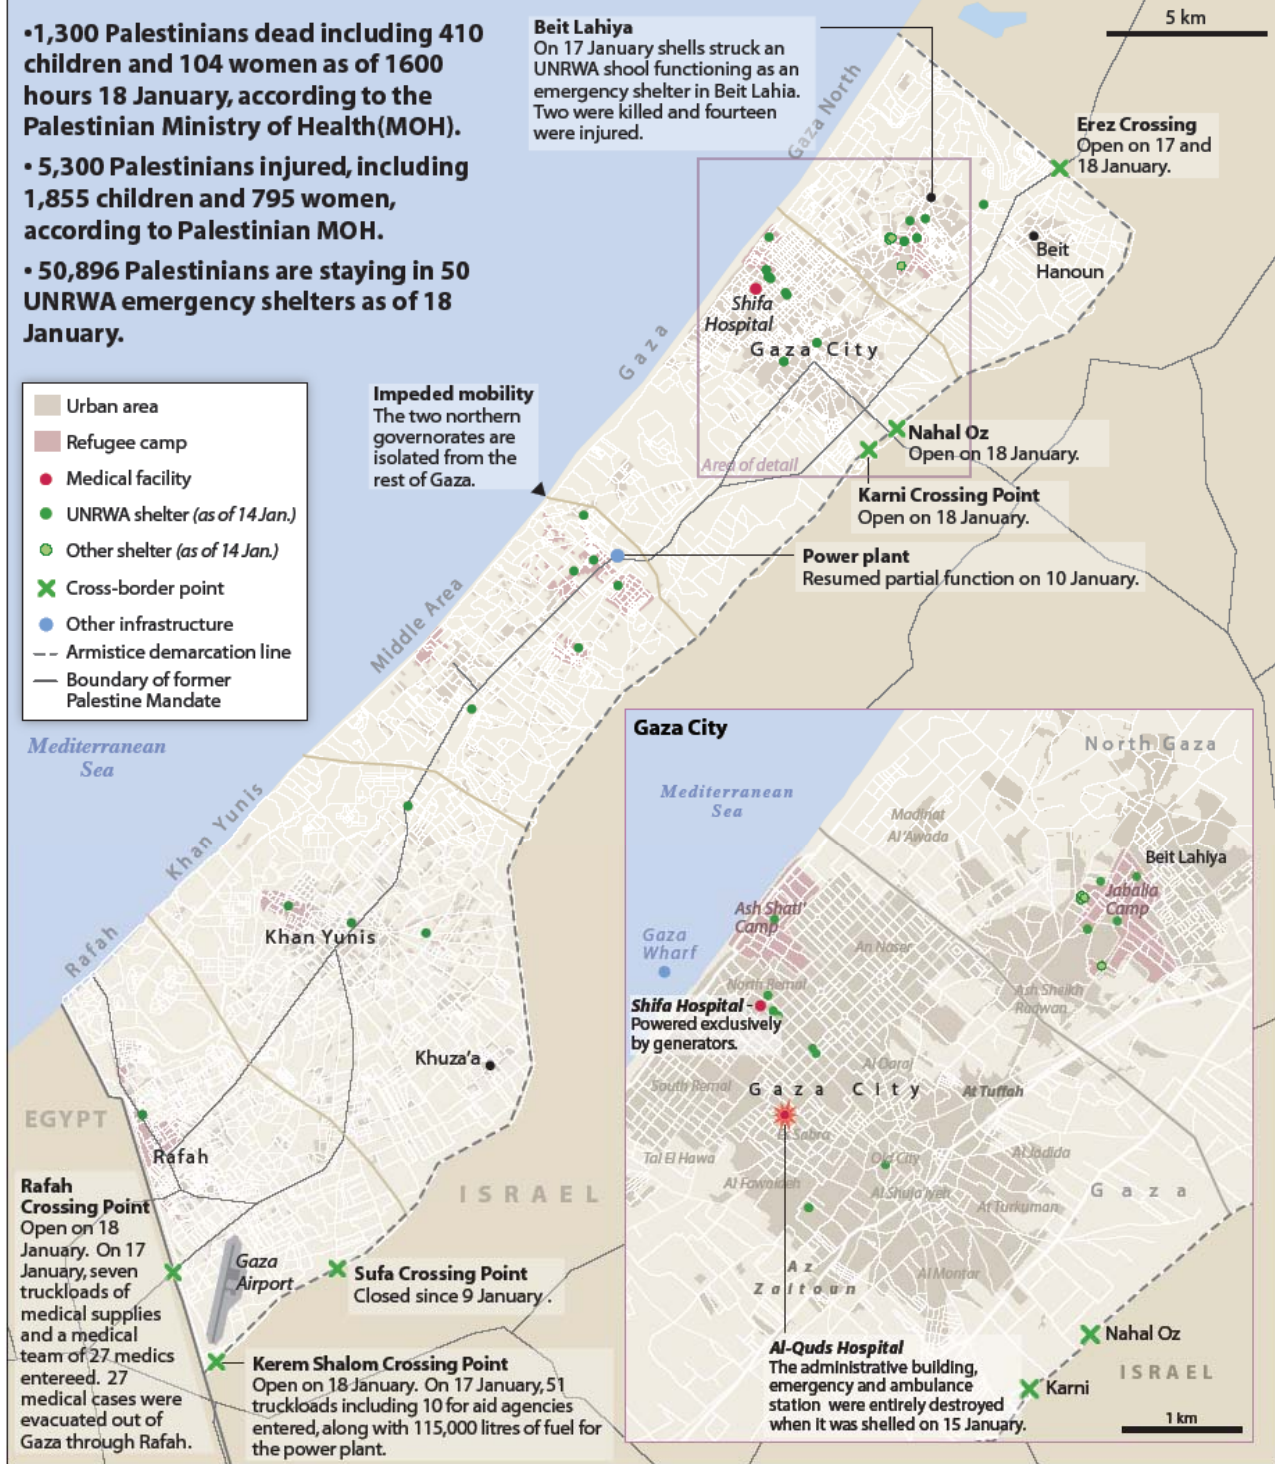 •1,300 Palestinians dead including 410
children and 104 women as of 1600
hours 18 January, according to the
Palestinian Ministry of Health(MOH).
• 5,300 Palestinians injured, including
1,855 children and 795 women,
according to Palestinian MOH.
• 50,896 Palestinians are staying in 50
UNRWA emergency shelters as of 18
January.
Beit Lahiya
On 17 January shells struck an
UNRWA shool functioning as an
emergency shelter in Beit Lahia.
Two were killed and fourteen
were injured.
5 km
Gaza North
Erez Crossing
Open on 17 and
18 January.
Beit
Hanoun
Shifa
Hospital
Gaza City
Gaza
Area of detail
Nahal Oz
Open on 18 January.
Karni Crossing Point
Open on 18 January.
Urban area
Refugee camp
Medical facility
UNRWA shelter (as of 14 Jan.)
Other shelter (as of 14 Jan.)
Cross-border point
Other infrastructure
Armistice demarcation line
Boundary of former
Palestine Mandate
Impeded mobility
The two northern
governorates are
isolated from the
rest of Gaza.
Power plant
Resumed partial function on 10 January.
Middle Area
Mediterranean
Sea
Khan Yunis
Khan Yunis
Rafah
Khuza'a
EGYPT
Rafah
ISRAEL
Rafah
Crossing Point
Open on 18
January. On 17
January, seven
truckloads of
medical supplies
and a medical
team of 27 medics
entereed. 27
medical cases were
evacuated out of
Gaza through Rafah.
Gaza
Airport
Sufa Crossing Point
Closed since 9 January .
Kerem Shalom Crossing Point
Open on 18 January. On 17 January, 51
truckloads including 10 for aid agencies
entered, along with 115,000 litres of fuel for
the power plant.
Gaza City
North Gaza
Mediterranean
Sea
Madinat
Al 'Awada
Beit Lahiya
Jabalia
Camp
Ash Shati'
Camp
Gaza
Wharf
An Naser
North Remal
Ash Sheikh
Radwan
Shifa Hospital
Powered exclusively
by generators.
Al Daraj
South Remal
Gaza City
At Tuffah
Es Sabra
Tal El Hawa
Old City
Al Jadida
Al Fawaideh
Al Shuja'iyeh
Gaza
At Turkuman
Az
Zaitoun
Al Montar
Nahal Oz
Al-Quds Hospital
The administrative building,
emergency and ambulance
station were entirely destroyed
when it was shelled on 15 January.
ISRAEL
Karni
1 km